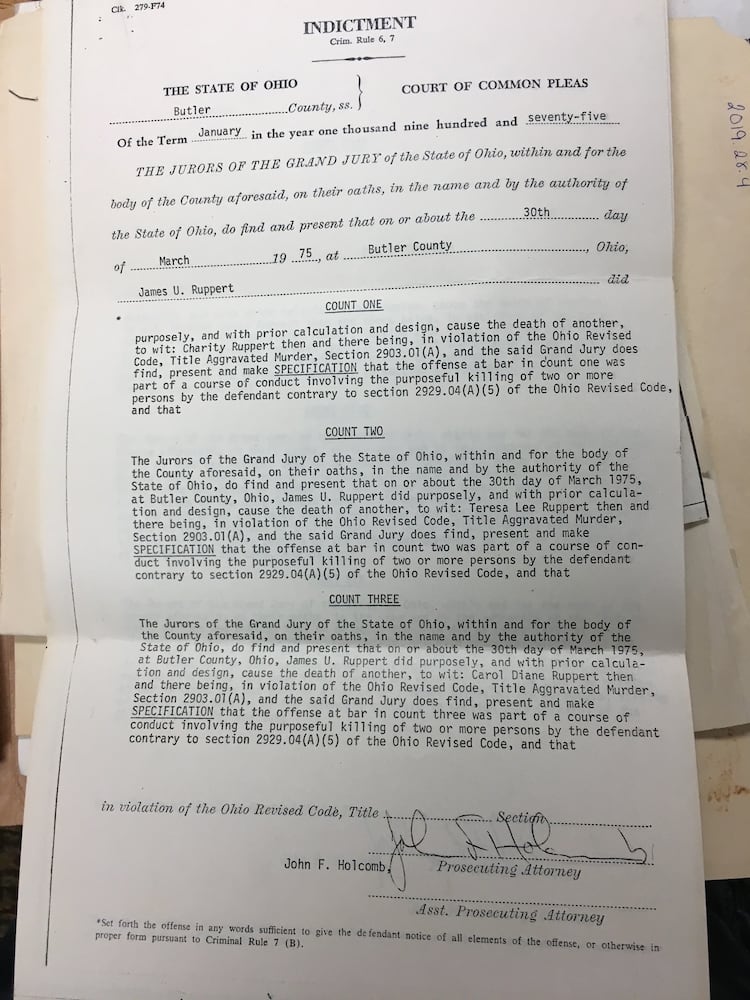 Clk. 279-F74
INDICTMENT
Crim. Rule 6, 7
THE STATE OF OHIO } COURT OF COMMON PLEAS
Butler County, ss.
Of the Term January in the year one thousand nine hundred and seventy-five
THE JURORS OF THE GRAND JURY of the State of Ohio, within and for the
body of the County aforesaid, on their oaths, in the name and by the authority of
the State of Ohio, do find and present that on or about the 30th day
of March 19 75, at Butler County, Ohio,
James U. Ruppert did
COUNT ONE
*
purposely, and with prior calculation and design, cause the death of another,
to wit: Charity Ruppert then and there being, in violation of the Ohio Revised
Code, Title Aggravated Murder, Section 2903.01(A), and the said Grand Jury does
find, present and make SPECIFICATION that the offense at bar in count one was
part of a course of conduct involving the purposeful killing of two or more
persons by the defendant contrary to section 2929.04(A)(5) of the Ohio Revised Code,
and that
COUNT TWO
The Jurors of the Grand Jury of the State of Ohio, within and for the body of
the County aforesaid, on their oaths, in the name and by the authority of the
State of Ohio, do find and present that on or about the 30th day of March 1975,
at Butler County, Ohio, James U. Ruppert did purposely, and with prior calcula-
tion and design, cause the death of another, to wit: Teresa Lee Ruppert then and
there being, in violation of the Ohio Revised Code, Title Aggravated Murder,
Section 2903.01(A), and the said Grand Jury does find, present and make
SPECIFICATION that the offense at bar in count two was part of a course of con-
duct involving the purposeful killing of two or more persons by the defendant
contrary to section 2929.04(A)(5) of the Ohio Revised Code, and that
COUNT THREE
The Jurors of the Grand Jury of the State of Ohio, within and for the body of
the County aforesaid, on their oaths, in the name and by the authority of the
State of Ohio, do find and present that on or about the 30th day of March 1975,
at Butler County, Ohio, James U. Ruppert did purposely, and with prior calcula-
tion and design, cause the death of another, to wit: Carol Diane Ruppert then
and there being, in violation of the Ohio Revised Code, Title Aggravated Murder,
Section 2903.01(A), and the said Grand Jury does find, present and make
SPECIFICATION that the offense at bar in count three was part of a course of
conduct involving the purposeful killing of two or more persons by the defendant
contrary to section 2929.04(A)(5) of the Ohio Revised Code, and that
in violation of the Ohio Revised Code, Title Section
John F. Holcomb
John F. Holcomb, Prosecuting Attorney
Asst. Prosecuting Attorney
*Set forth the offense in any words sufficient to give the defendant notice of all elements of the offense, or otherwise in
proper form pursuant to Criminal Rule 7 (B).
2019.28.4